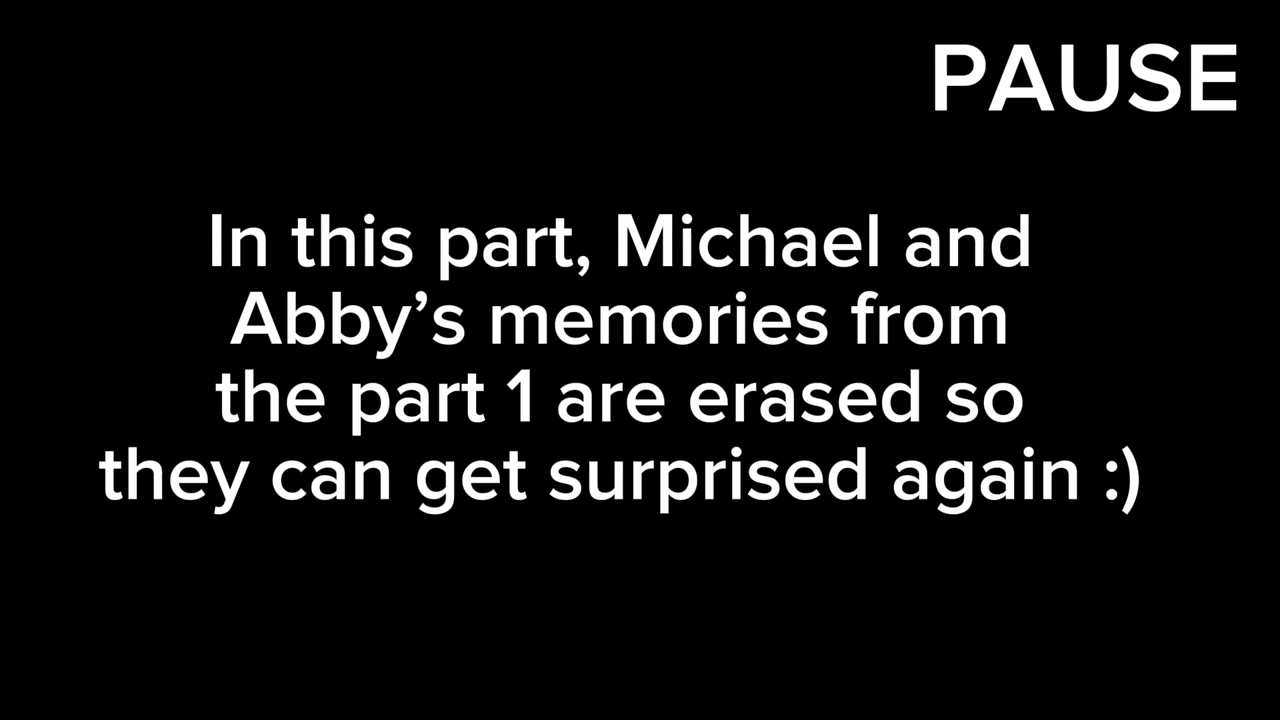 PAUSE
In this part, Michael and
Abby’s memories from
the part 1 are erased so
they can get surprised again :)